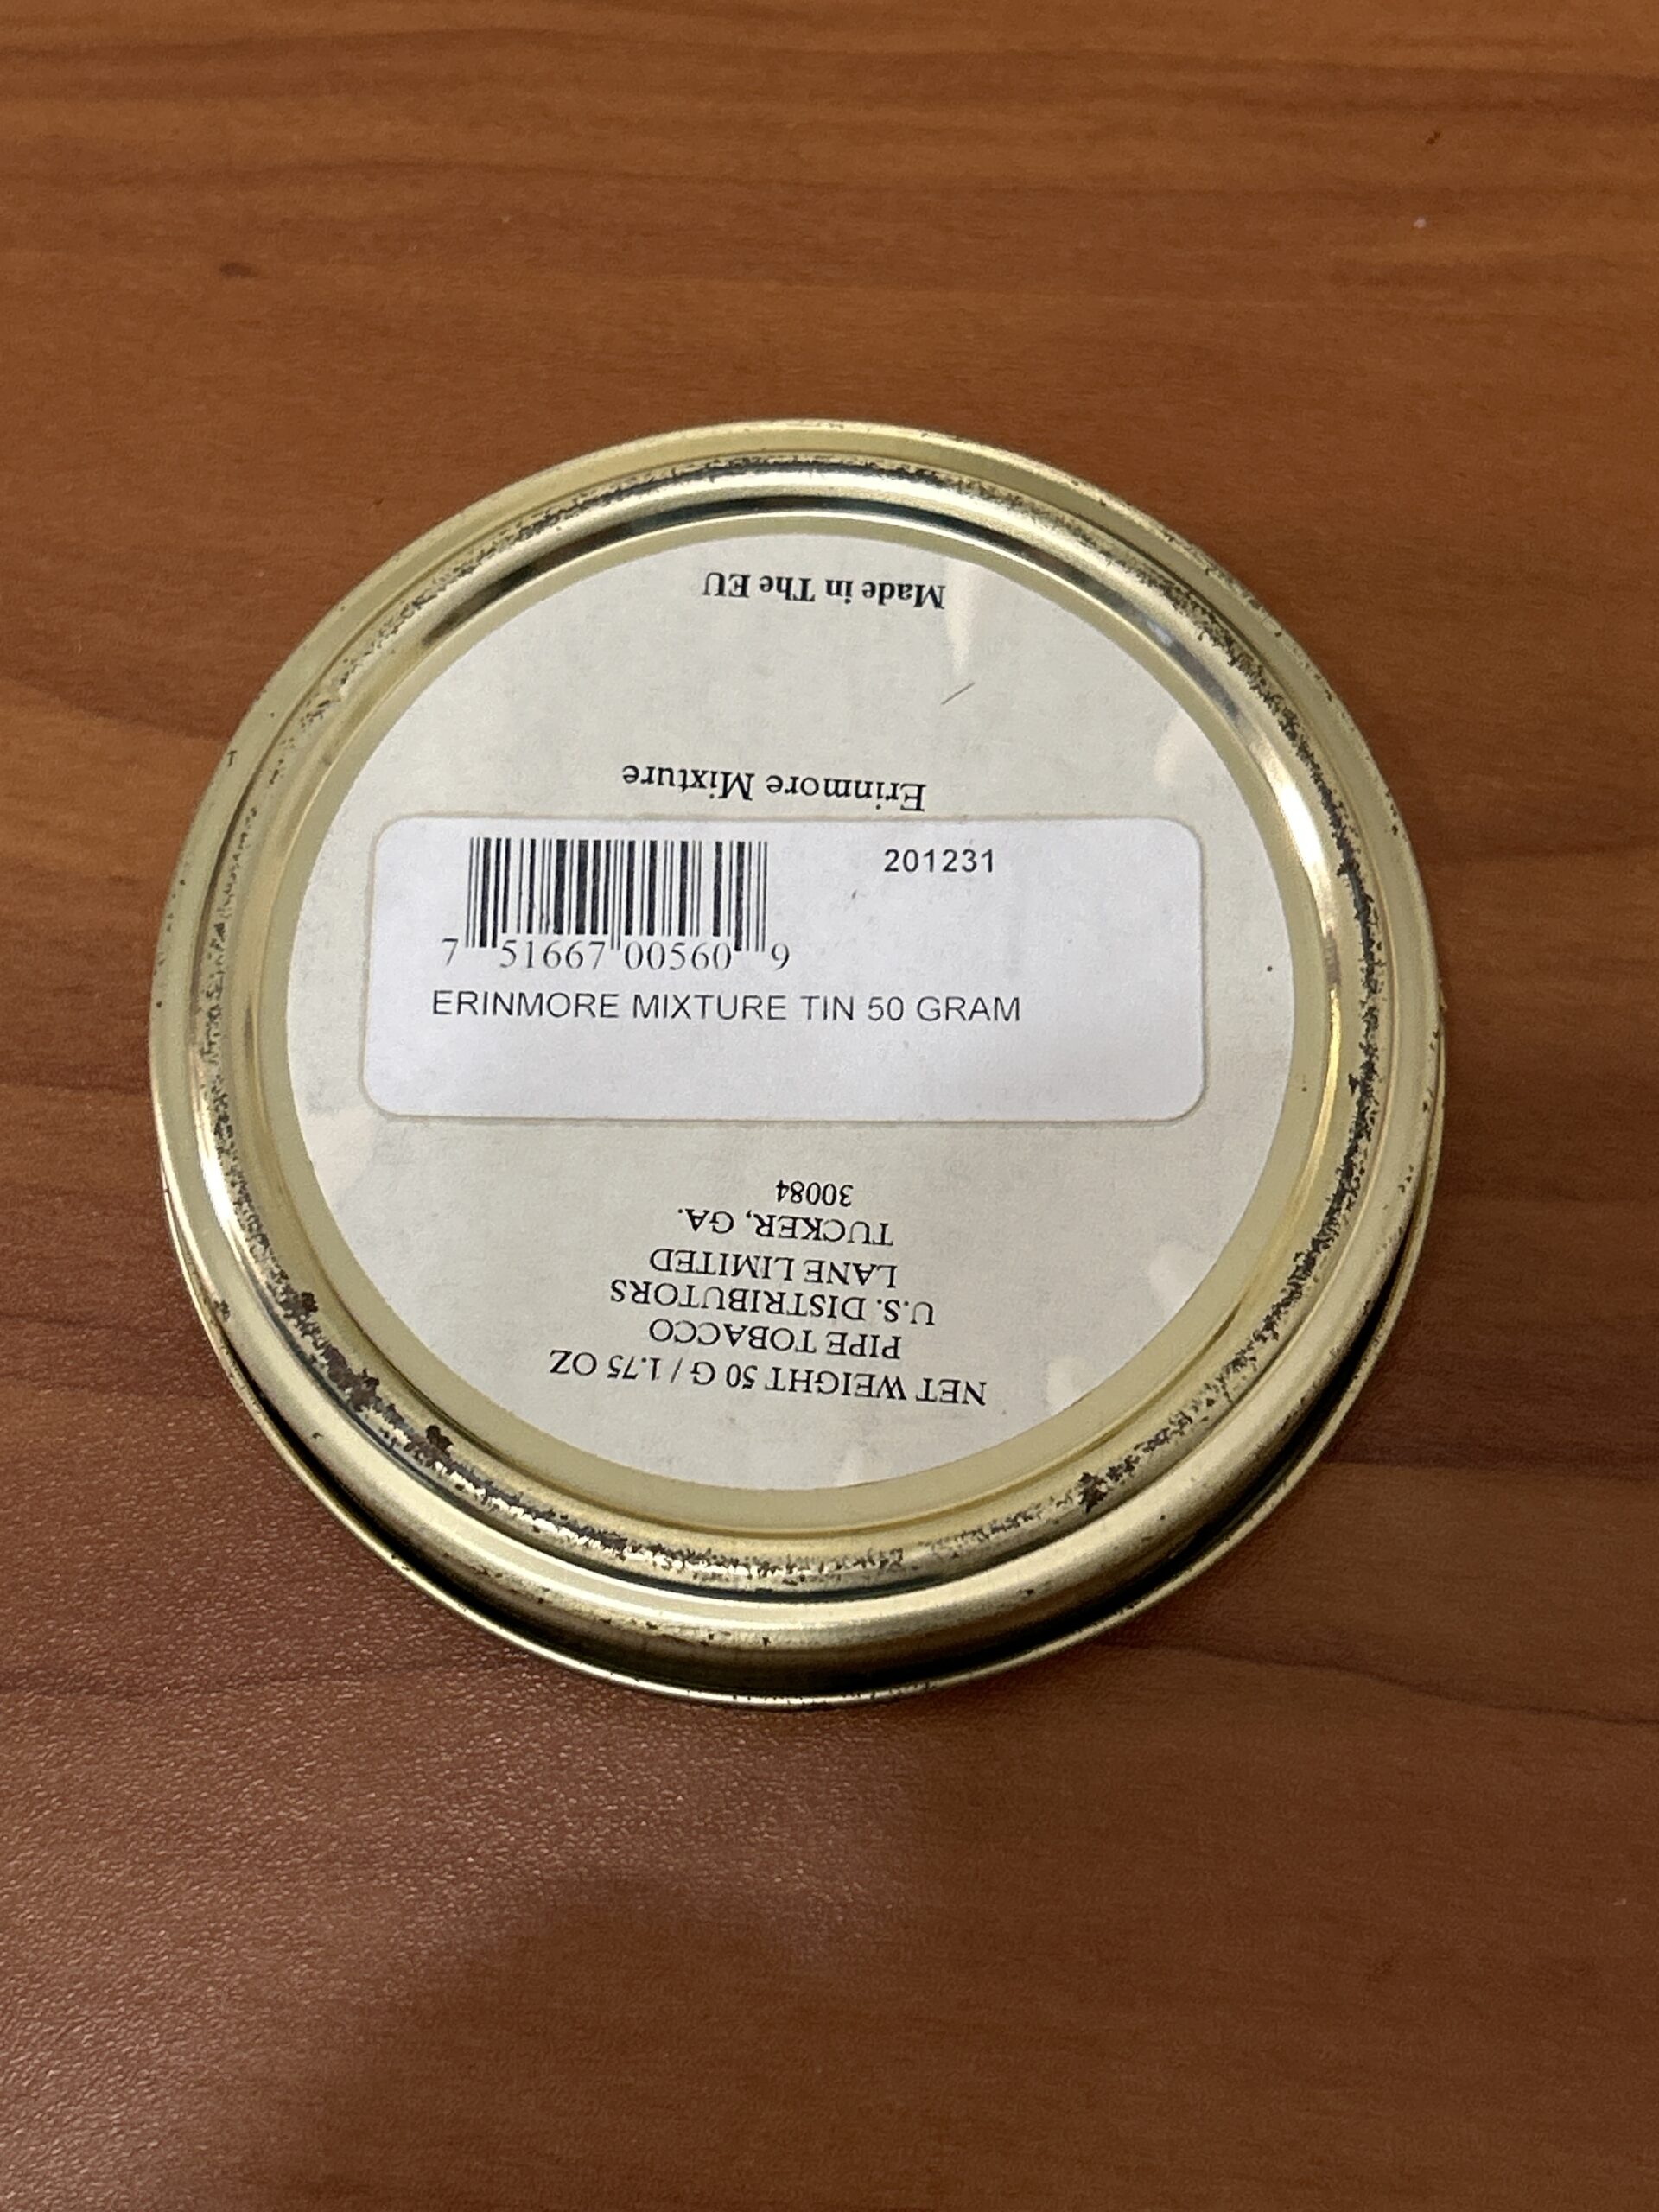 Made in The EU
Erinmore Mixture
201231
7 51667 00560 9
ERINMORE MIXTURE TIN 50 GRAM
NET WEIGHT 50 G / 1.75 OZ
PIPE TOBACCO
U.S. DISTRIBUTORS
LANE LIMITED
TUCKER, GA.
30084